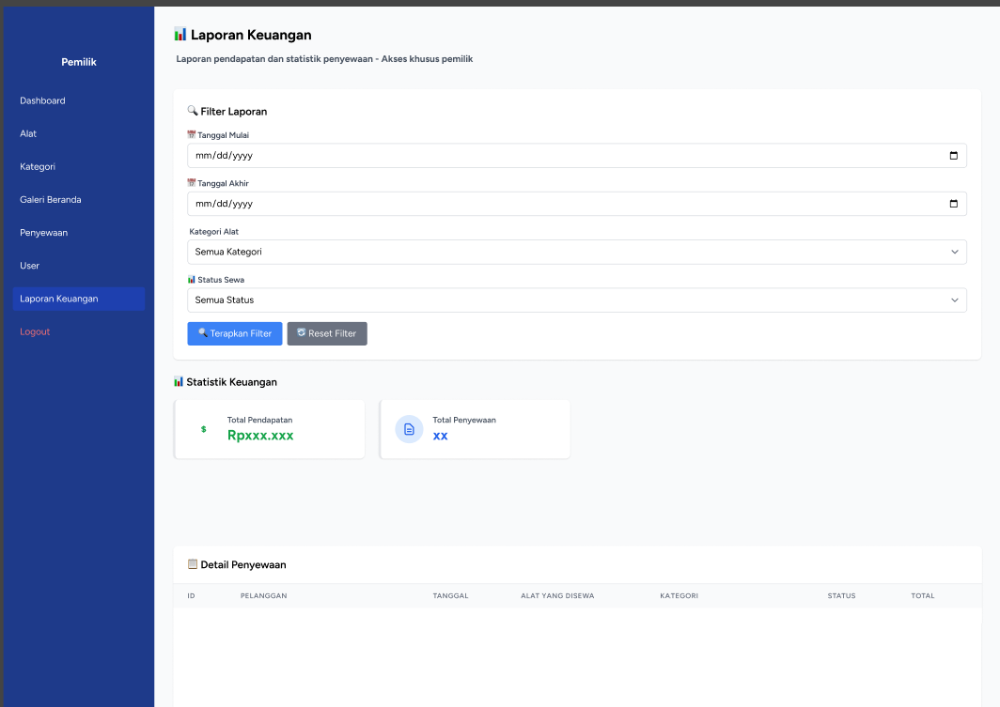 Pemilik
Dashboard
Alat
Kategori
Galeri Beranda
Penyewaan
User
Laporan Keuangan
Logout
Laporan Keuangan
Laporan pendapatan dan statistik penyewaan - Akses khusus pemilik
Filter Laporan
Tanggal Mulai
mm/dd/yyyy
Tanggal Akhir
mm/dd/yyyy
Kategori Alat
Semua Kategori
Status Sewa
Semua Status
Terapkan Filter Reset Filter
Statistik Keuangan
$
Total Pendapatan
Rpxxx.xxx
Total Penyewaan
xx
Detail Penyewaan
ID PELANGGAN TANGGAL ALAT YANG DISEWA KATEGORI STATUS TOTAL